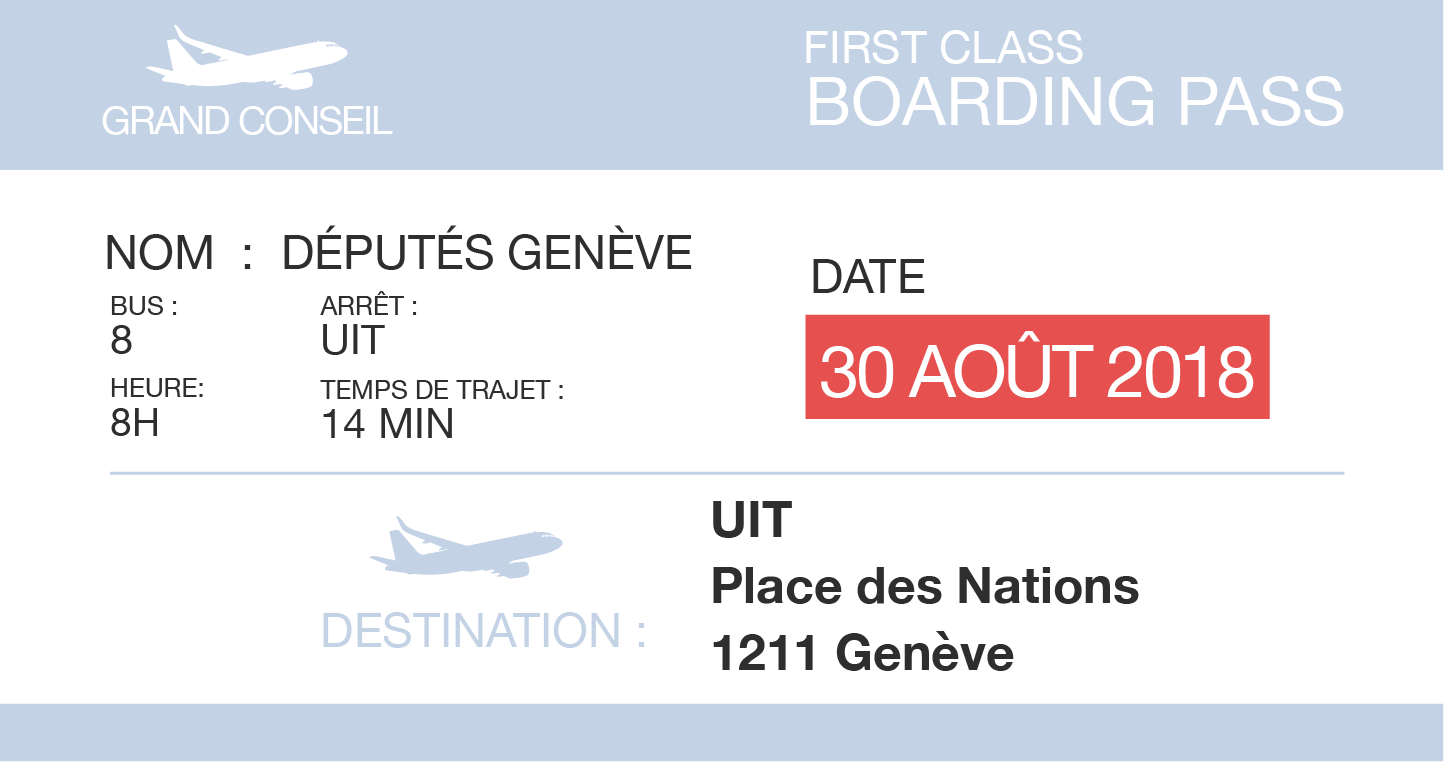 GRAND CONSEIL
FIRST CLASS
BOARDING PASS
NOM : DÉPUTÉS GENÈVE
BUS :
8
ARRÊT :
UIT
HEURE:
8H
TEMPS DE TRAJET :
14 MIN
DATE
30 AOÛT 2018
DESTINATION :
UIT
Place des Nations
1211 Genève